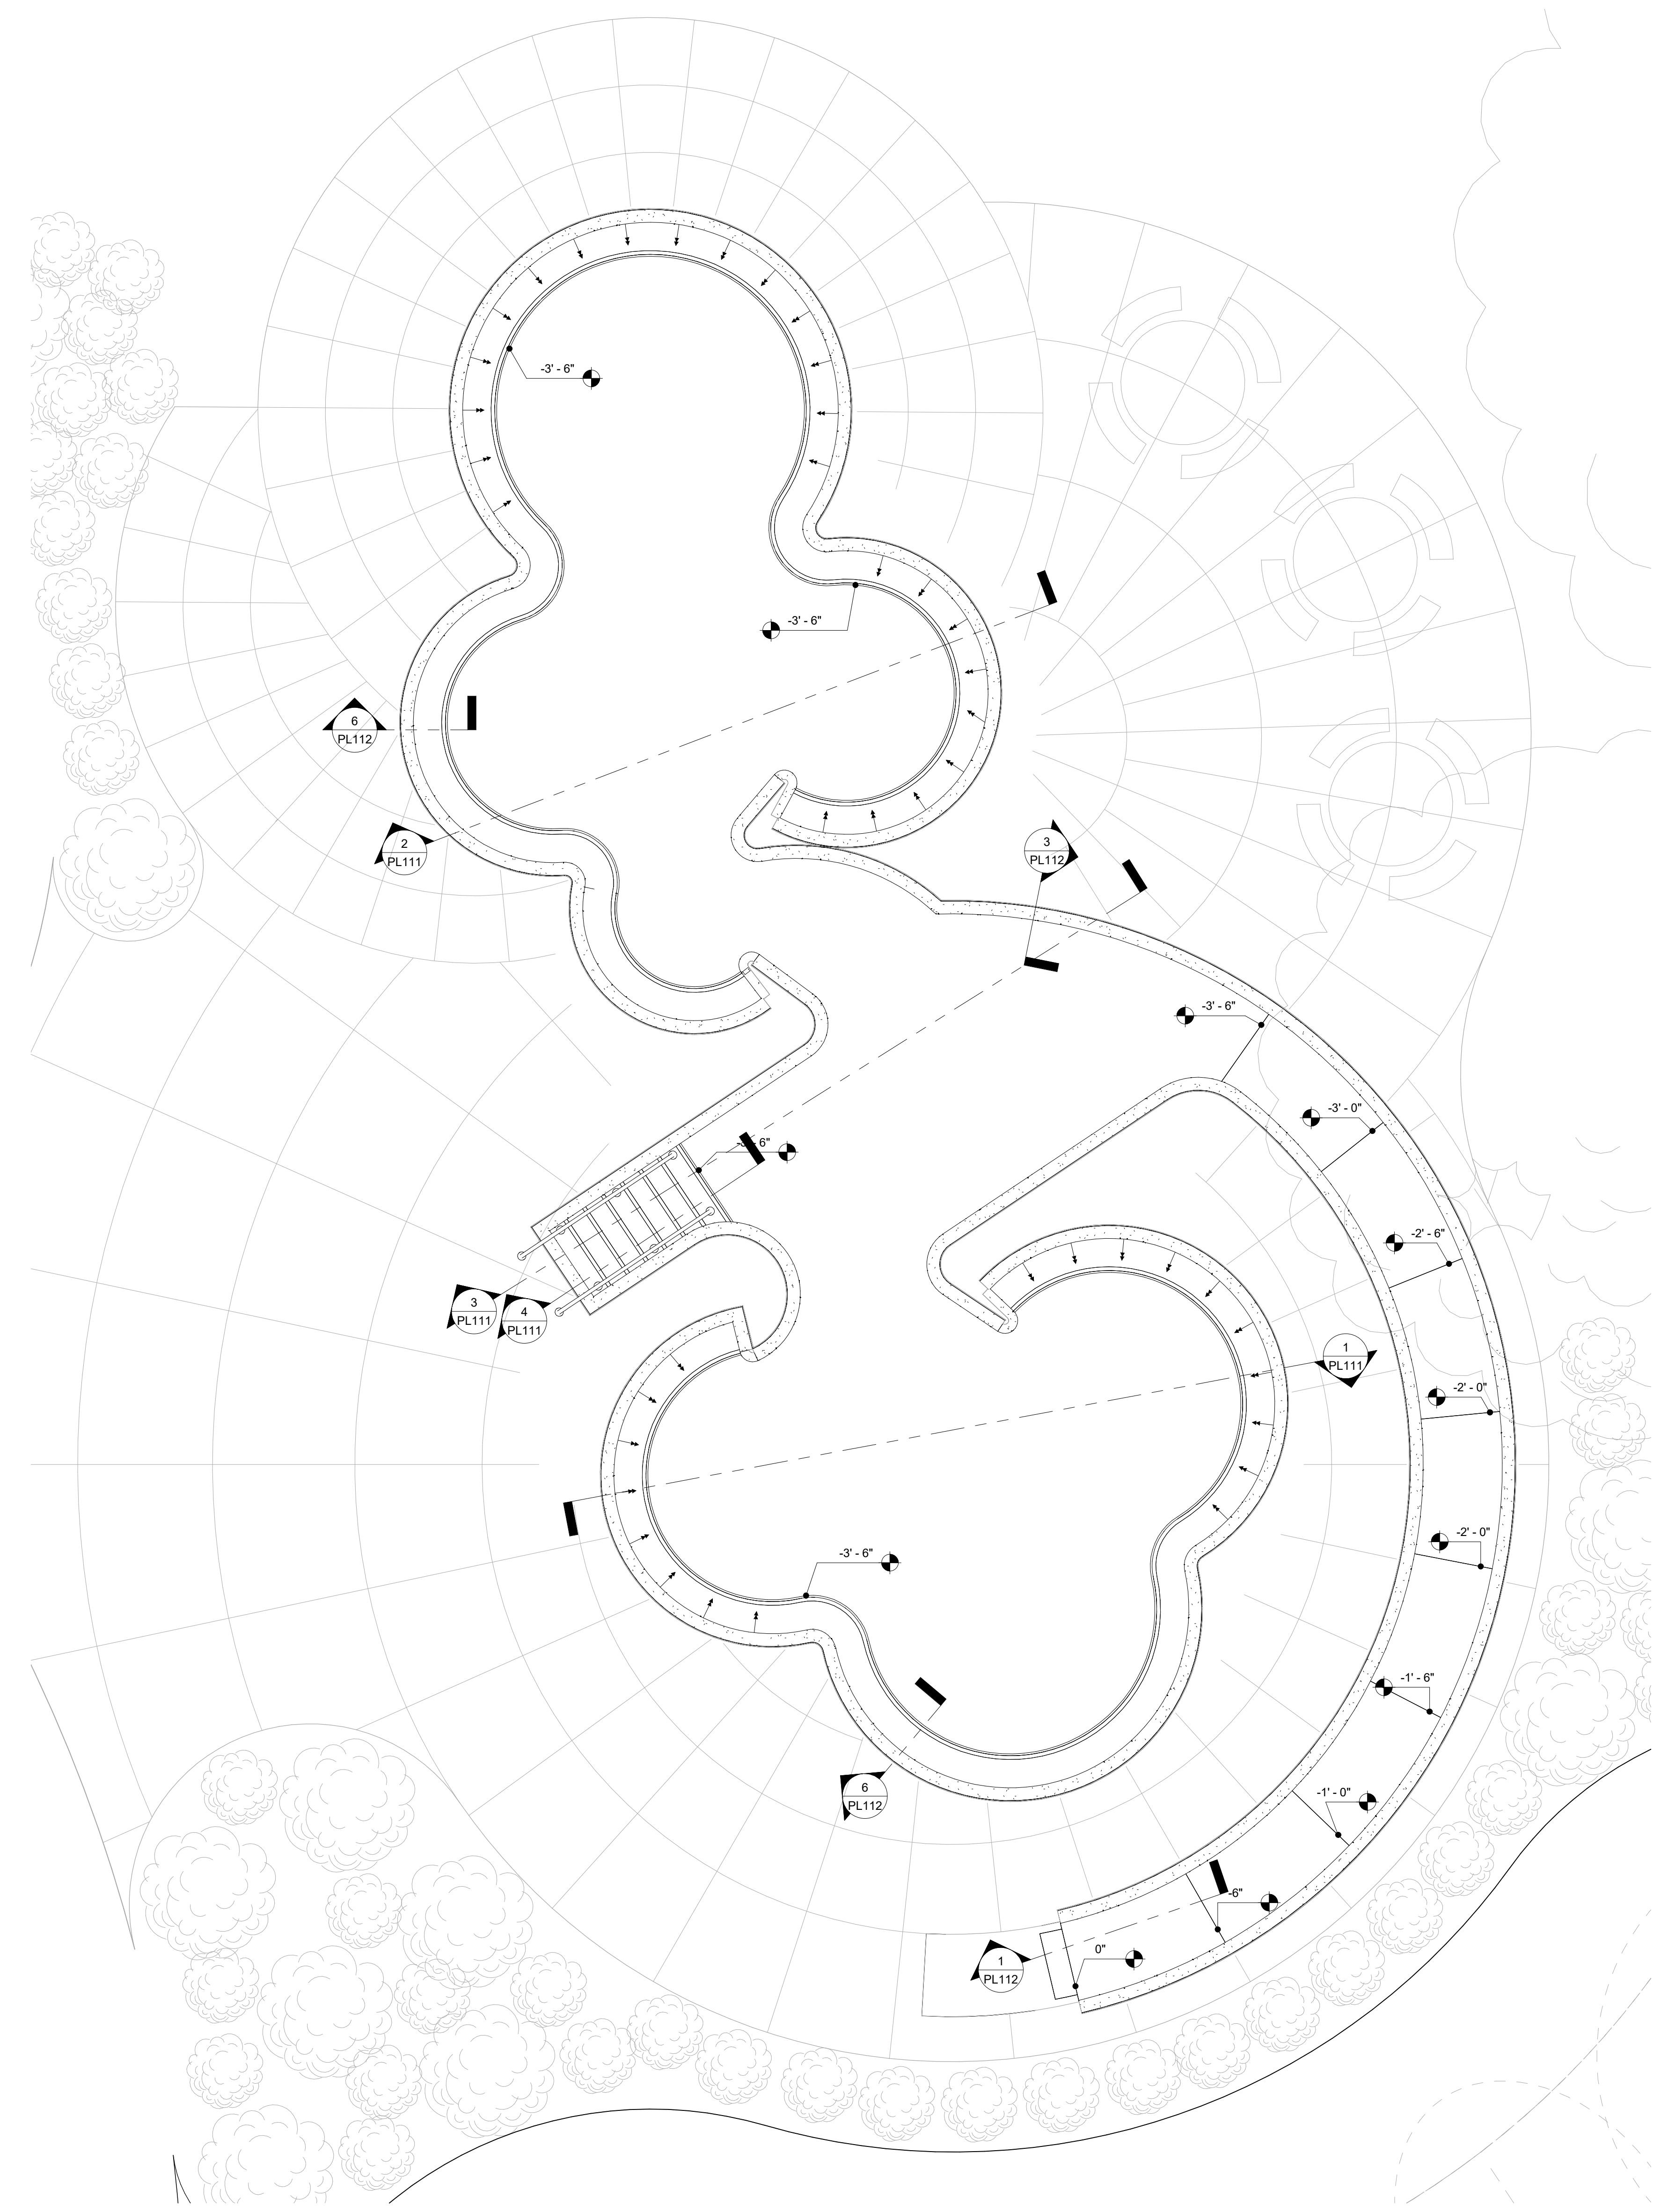 -3' - 6"
-3' - 6"
6
PL112
2
PL111
3
PL112
-3' - 6"
-3' - 0"
-3' - 6"
-2' - 6"
3
PL111
4
PL111
1
PL111
-2' - 0"
-2' - 0"
-3' - 6"
-1' - 6"
6
PL112
-1' - 0"
-6"
0"
1
PL112